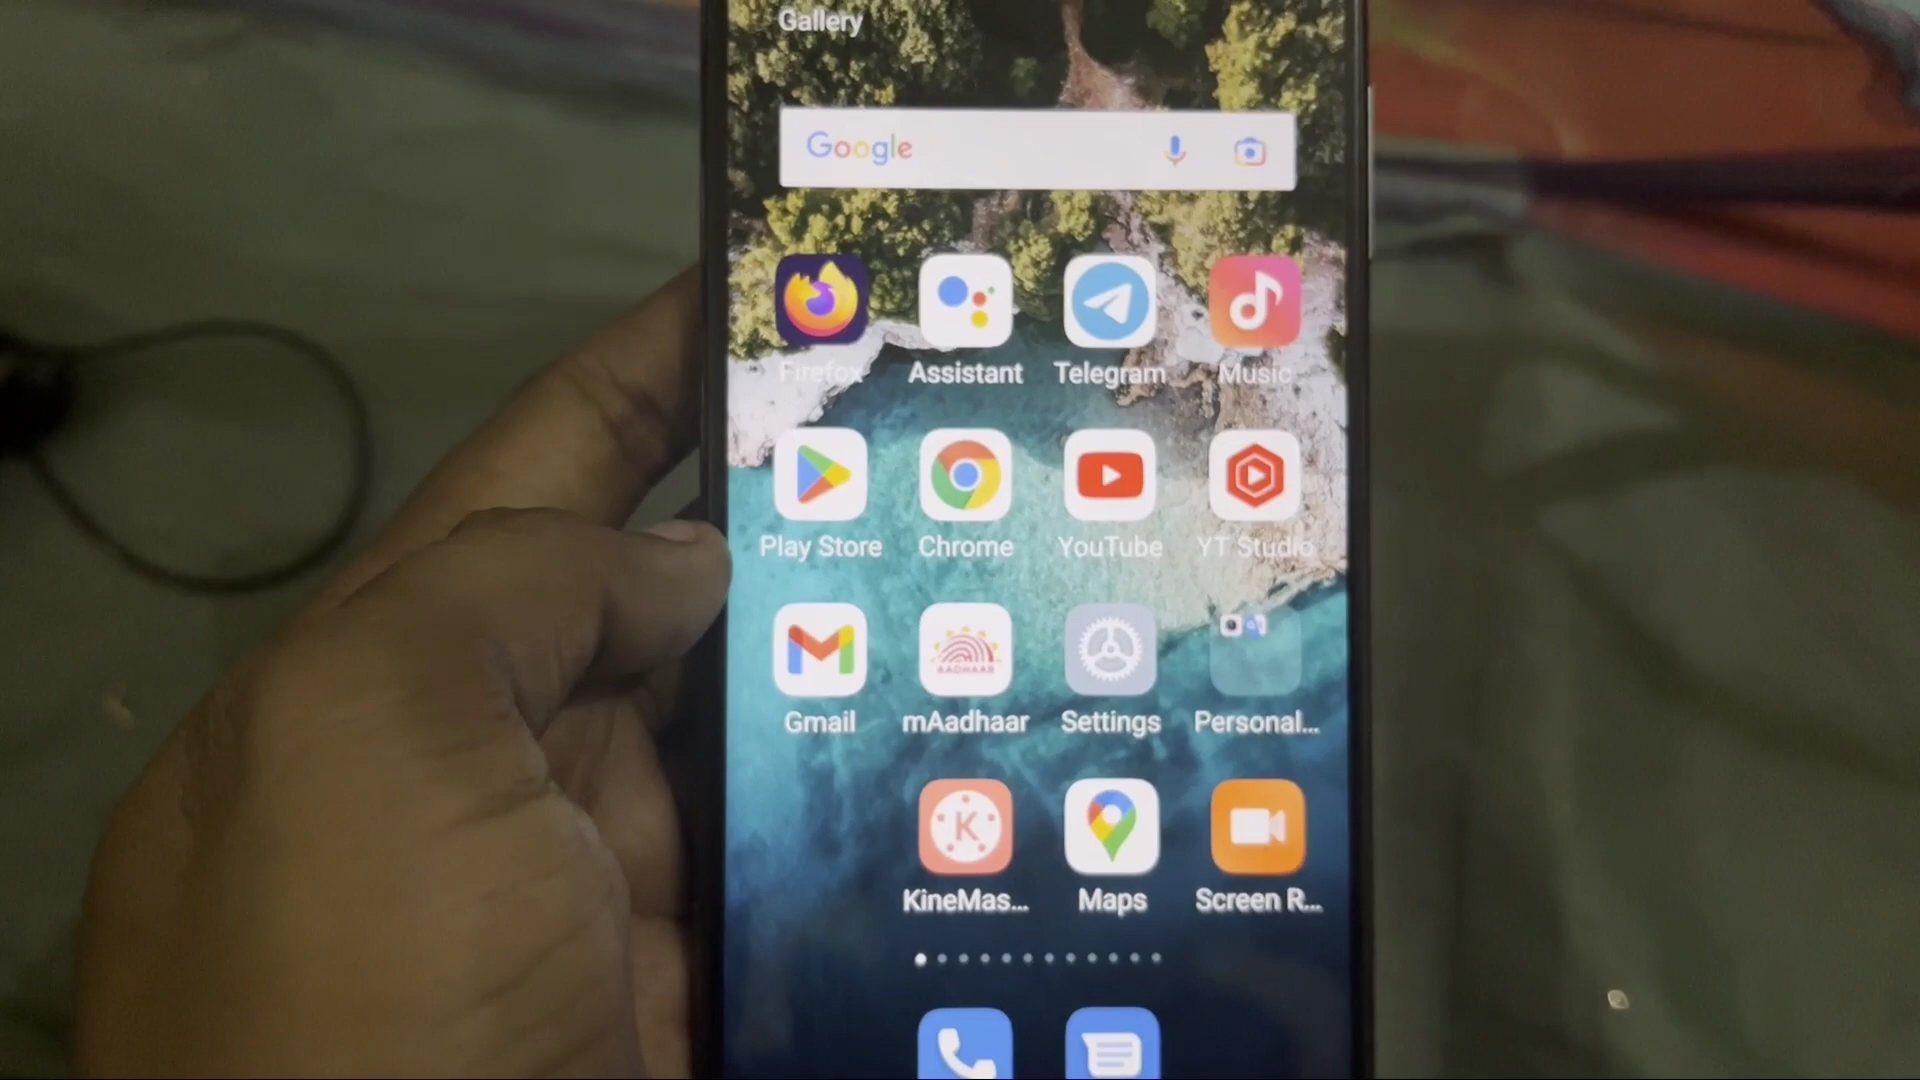 Gallery
Google
Firefox Assistant Telegram Music
Play Store Chrome YouTube YT Studio
AADHAAR
Gmail mAadhaar Settings Personal...
K
KineMas... Maps Screen R...